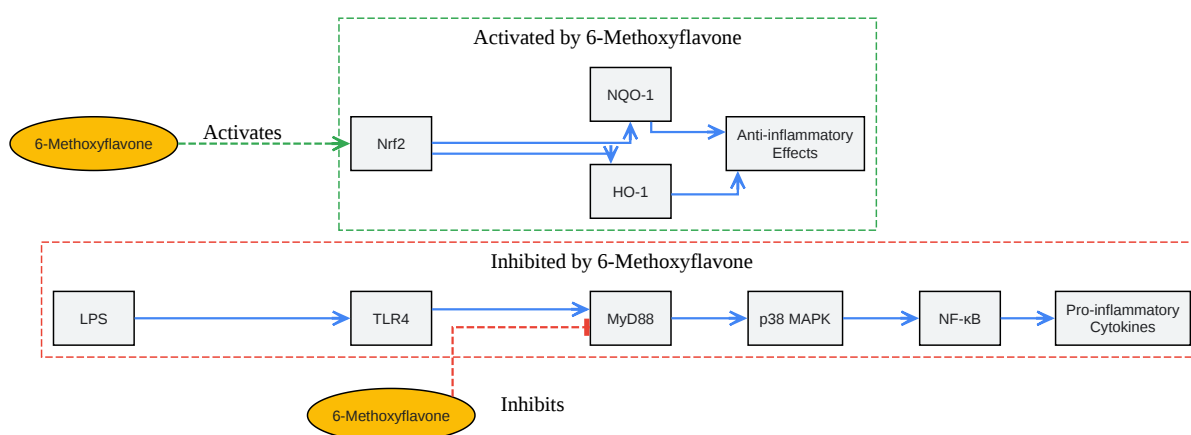 Activated by 6-Methoxyflavone
NQO-1
6-Methoxyflavone
Activates
Nrf2
Anti-inflammatory
Effects
HO-1
Inhibited by 6-Methoxyflavone
LPS
TLR4
MyD88
p38 MAPK
NF-κB
Pro-inflammatory
Cytokines
6-Methoxyflavone
Inhibits